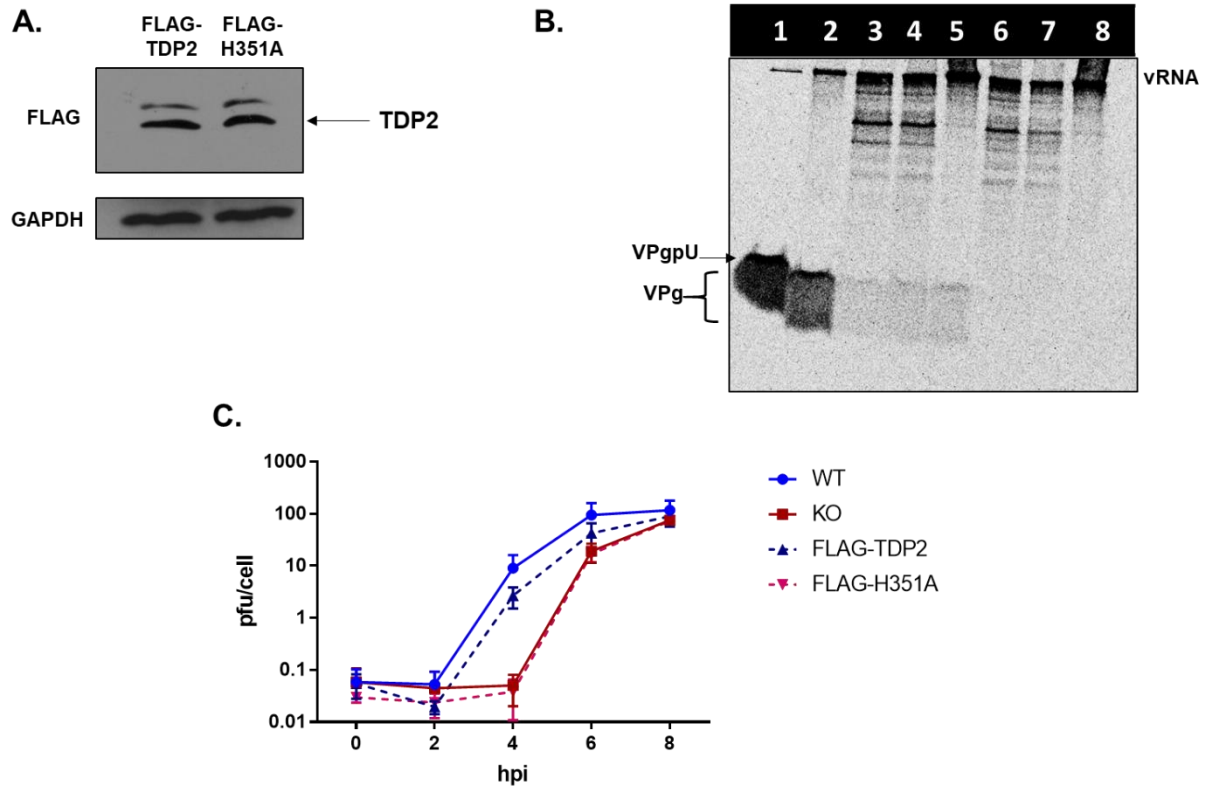 A.
FLAG-
TDP2
FLAG-
H351A
FLAG
TDP2
GAPDH
B.
1 2 3 4 5 6 7 8
vRNA
VPgpU
VPg
C.
1000
100
10
1
0.1
0.01
pfu/cell
0 2 4 6 8
hpi
WT
KO
FLAG-TDP2
FLAG-H351A